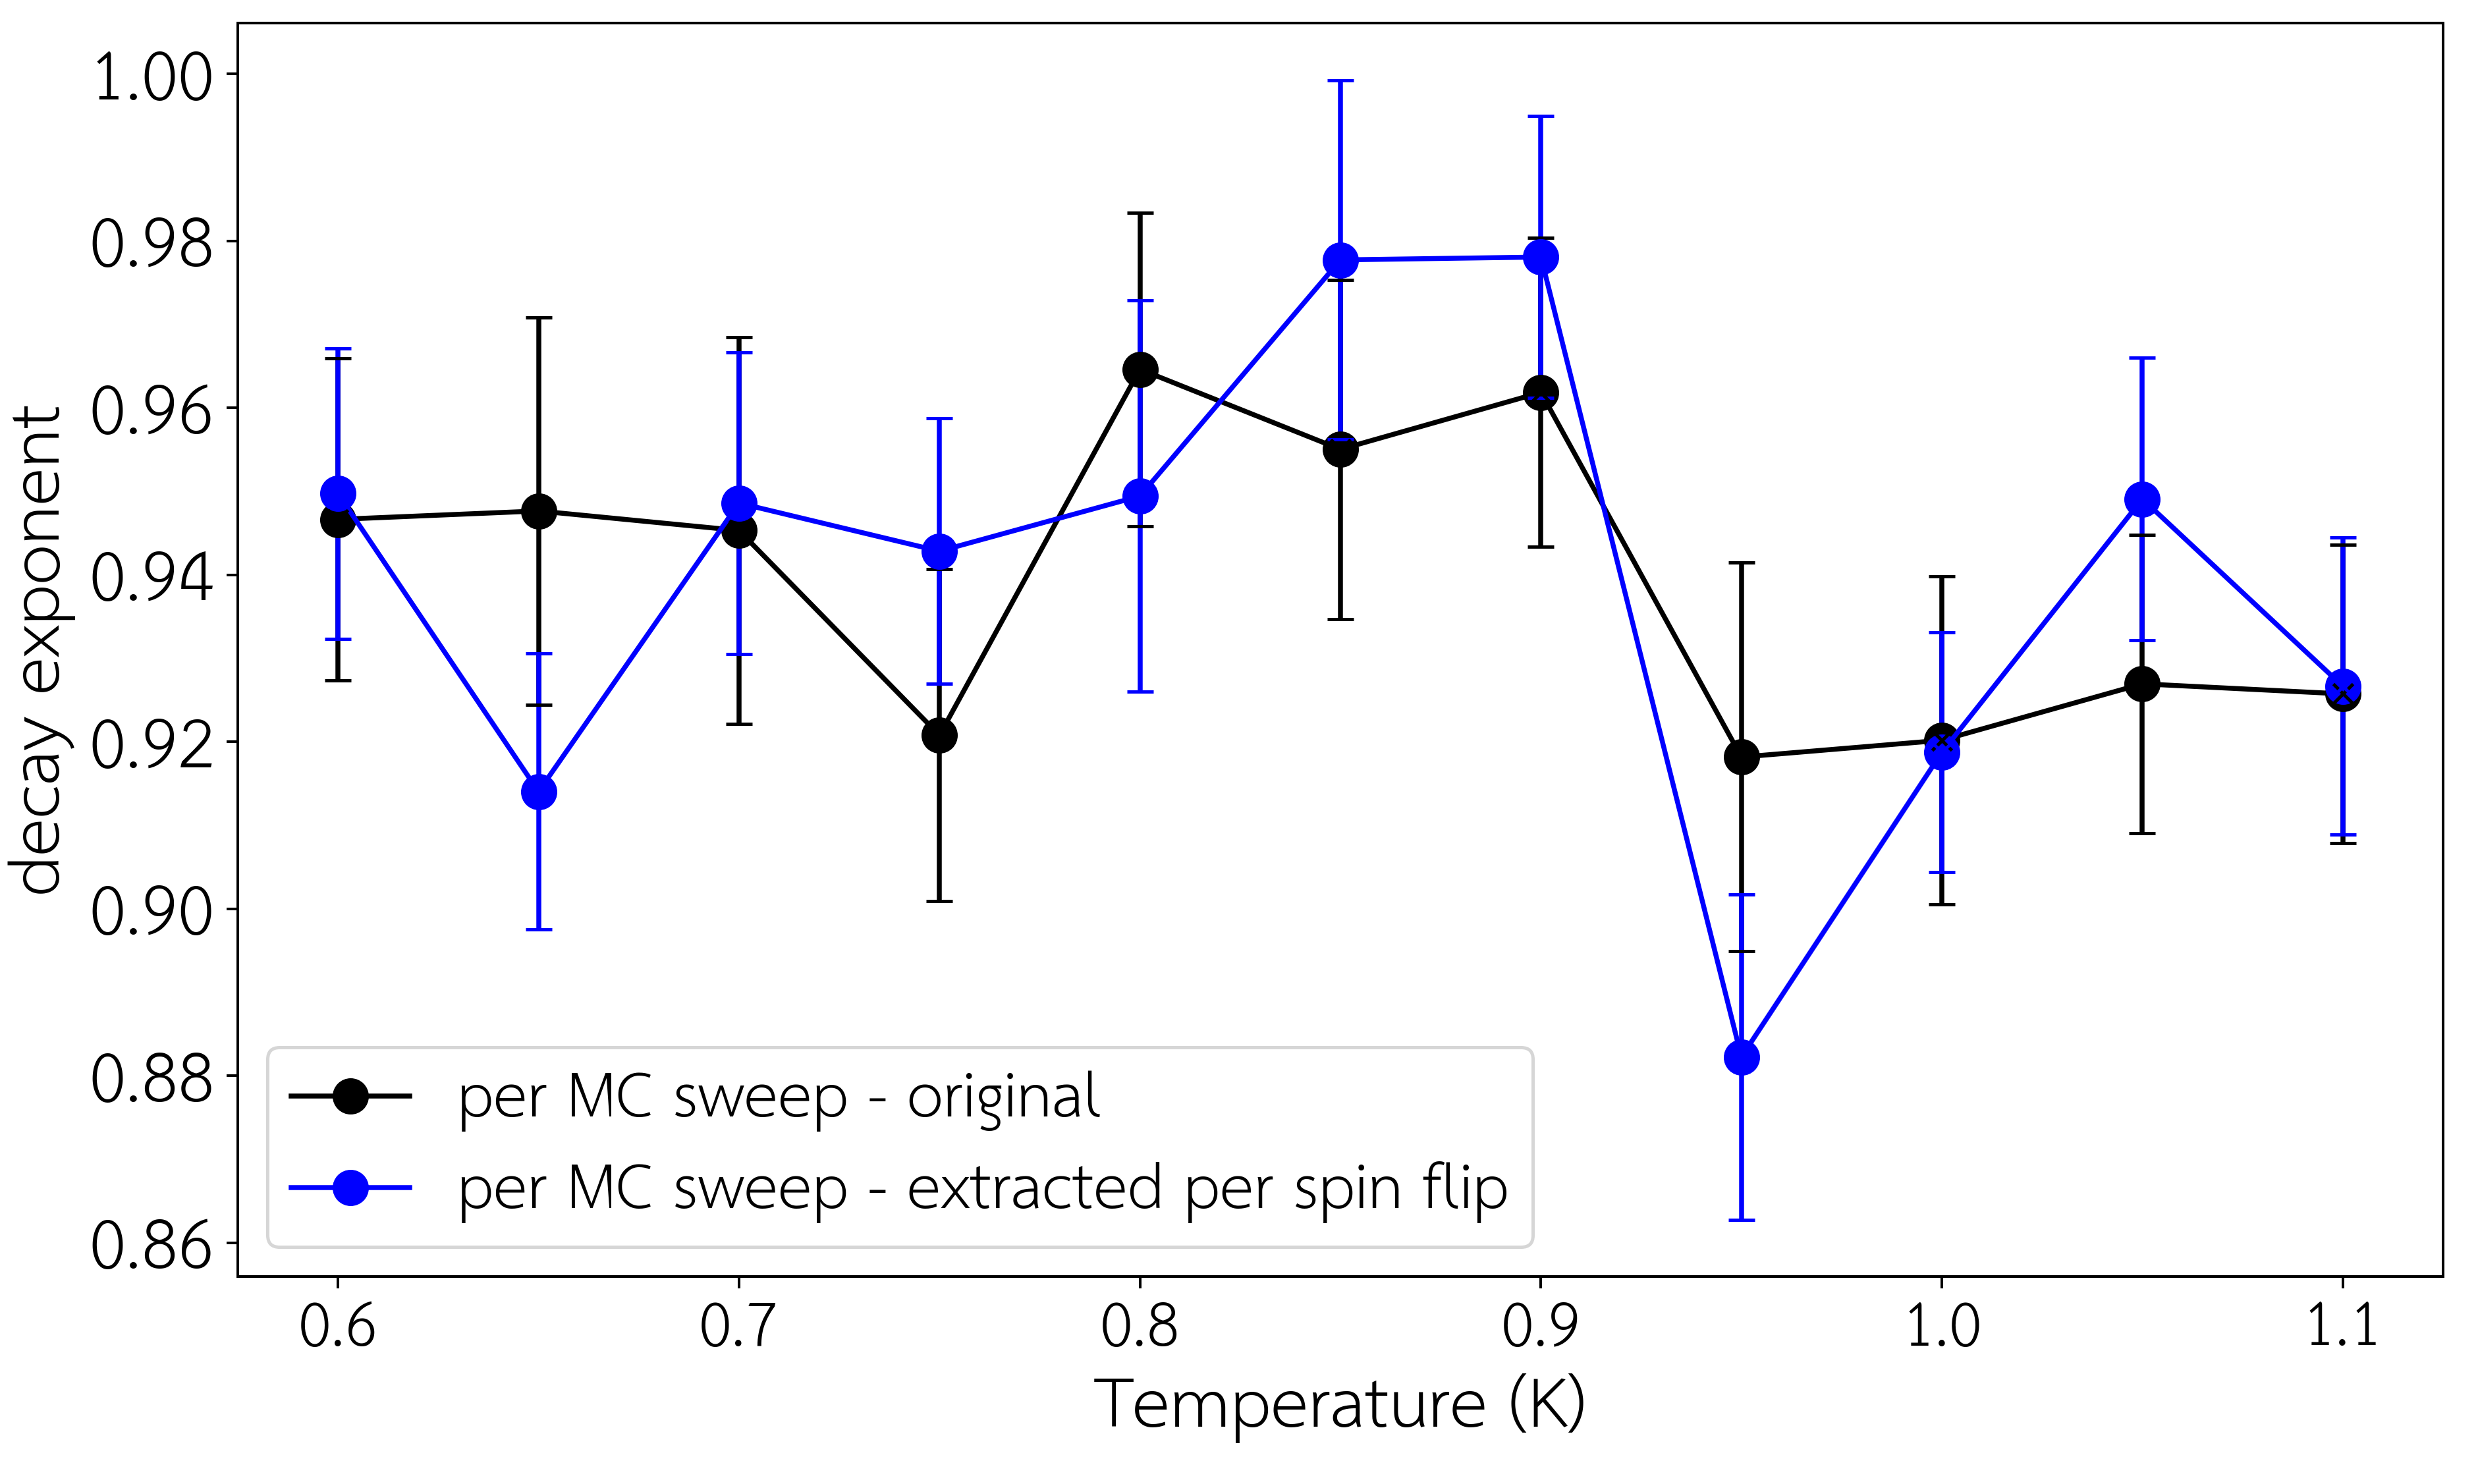 1.00
0.98
0.96
0.94
0.92
0.90
0.88
0.86
decay exponent
per MC sweep - original
per MC sweep - extracted per spin flip
0.6 0.7 0.8 0.9 1.0 1.1
Temperature (K)